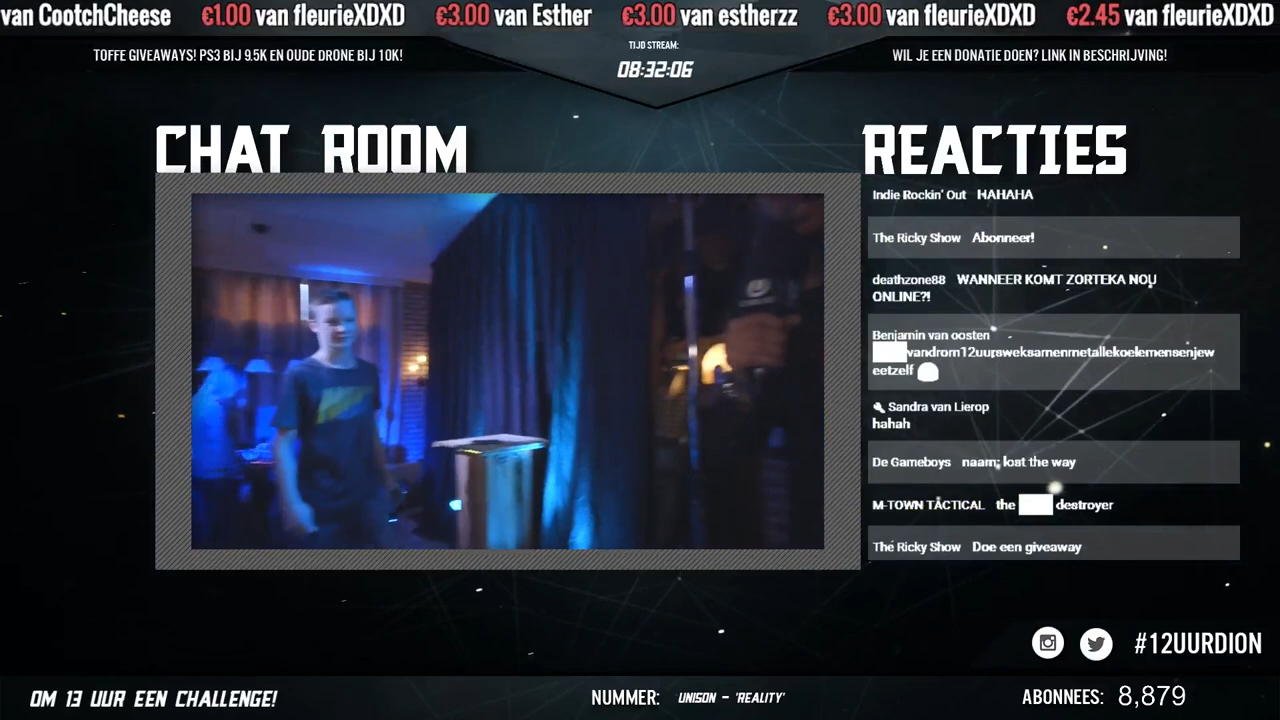 van CootchCheese €1.00 van fleurieXDXD €3.00 van Esther €3.00 van estherzz €3.00 van fleurieXDXD €2.45 van fleurieXDXD
TOFFE GIVEAWAYS! PS3 BIJ 9.5K EN OUDE DRONE BIJ 10K!
TIJD STREAM:
08:32:06
WIL JE EEN DONATIE DOEN? LINK IN BESCHRIJVING!
CHAT ROOM
REACTIES
Indie Rockin' Out HAHAHA
The Ricky Show Abonneer!
deathzone88 WANNEER KOMT ZORTEKA NOU
ONLINE?!
Benjamin van oosten
vandrom12uursweksamenmetallekoelemensenjew
eetzelf
Sandra van Lierop
hahah
De Gameboys naam; lost the way
M-TOWN TACTICAL the destroyer
The Ricky Show Doe een giveaway
#12UURDION
OM 13 UUR EEN CHALLENGE!
NUMMER: UNISON - 'REALITY'
ABONNEES: 8,879